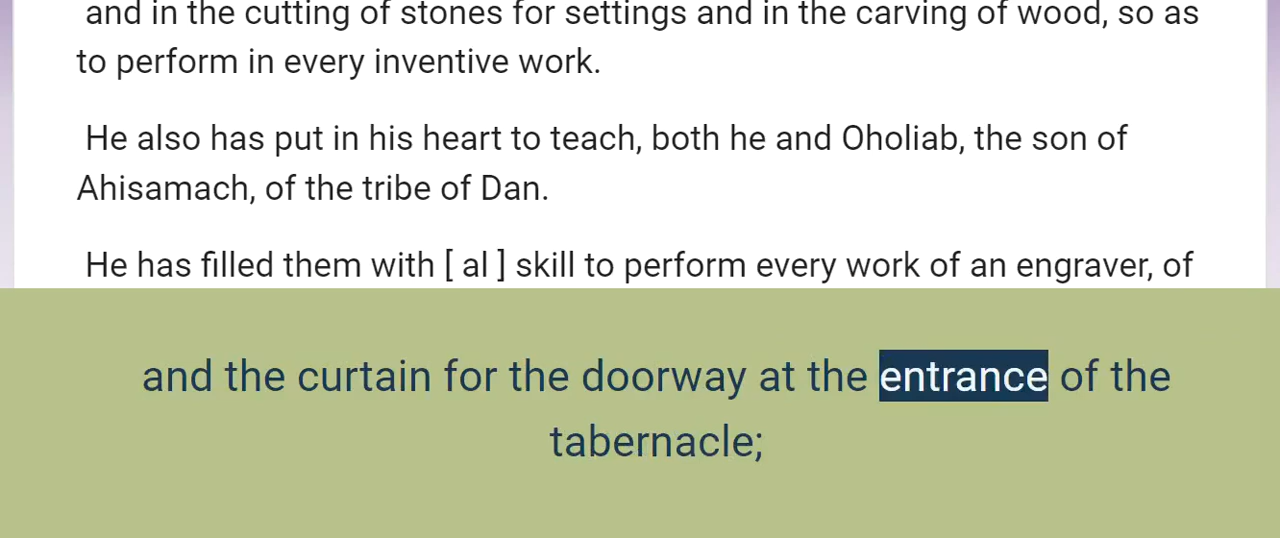 and in the cutting of stones for settings and in the carving of wood, so as
to perform in every inventive work.
He also has put in his heart to teach, both he and Oholiab, the son of
Ahisamach, of the tribe of Dan.
He has filled them with [ al ] skill to perform every work of an engraver, of
and the curtain for the doorway at the entrance of the
tabernacle;